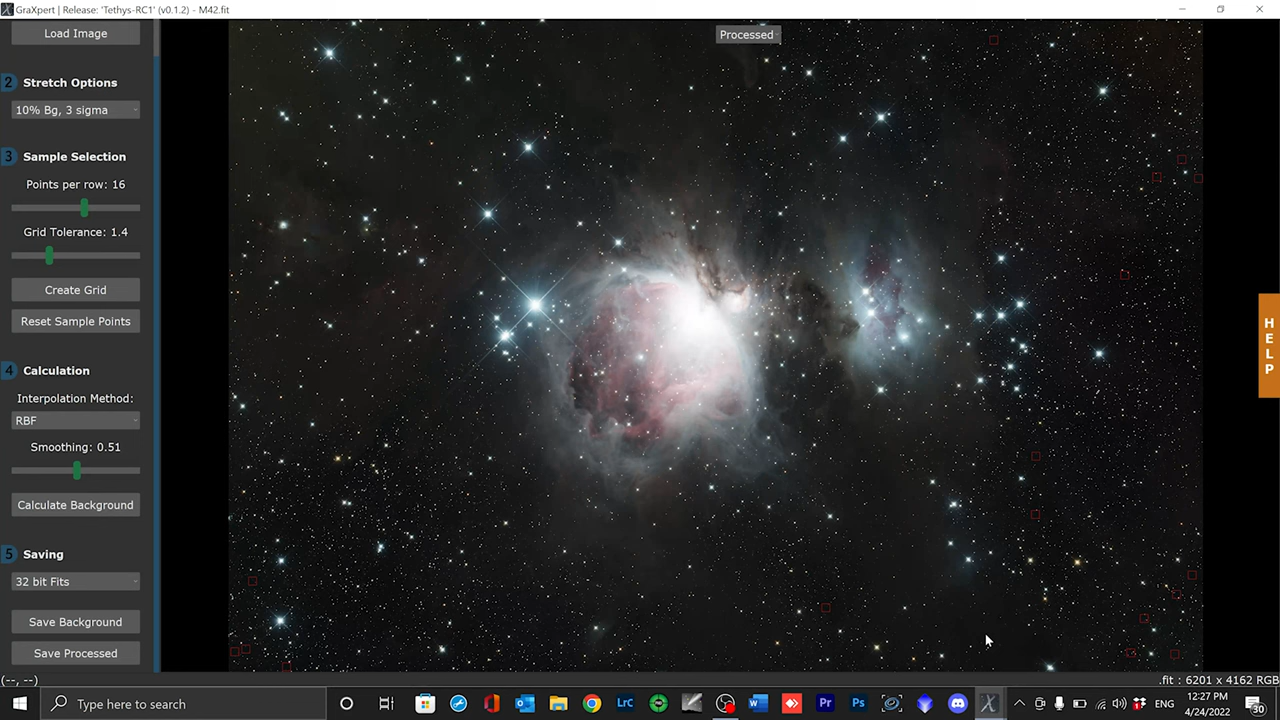 GraXpert | Release: 'Tethys-RC1' (v0.1.2) - M42.fit
Load Image
Processed
2 Stretch Options
10% Bg, 3 sigma
3 Sample Selection
Points per row: 16
Grid Tolerance: 1.4
Create Grid
Reset Sample Points
4 Calculation
Interpolation Method:
RBF
Smoothing: 0.51
Calculate Background
5 Saving
32 bit Fits
Save Background
Save Processed
HELP
(--, --)
.fit : 6201 x 4162 RGB
Type here to search
LrC
Pr
Ps
ENG
12:27 PM
4/24/2022
30